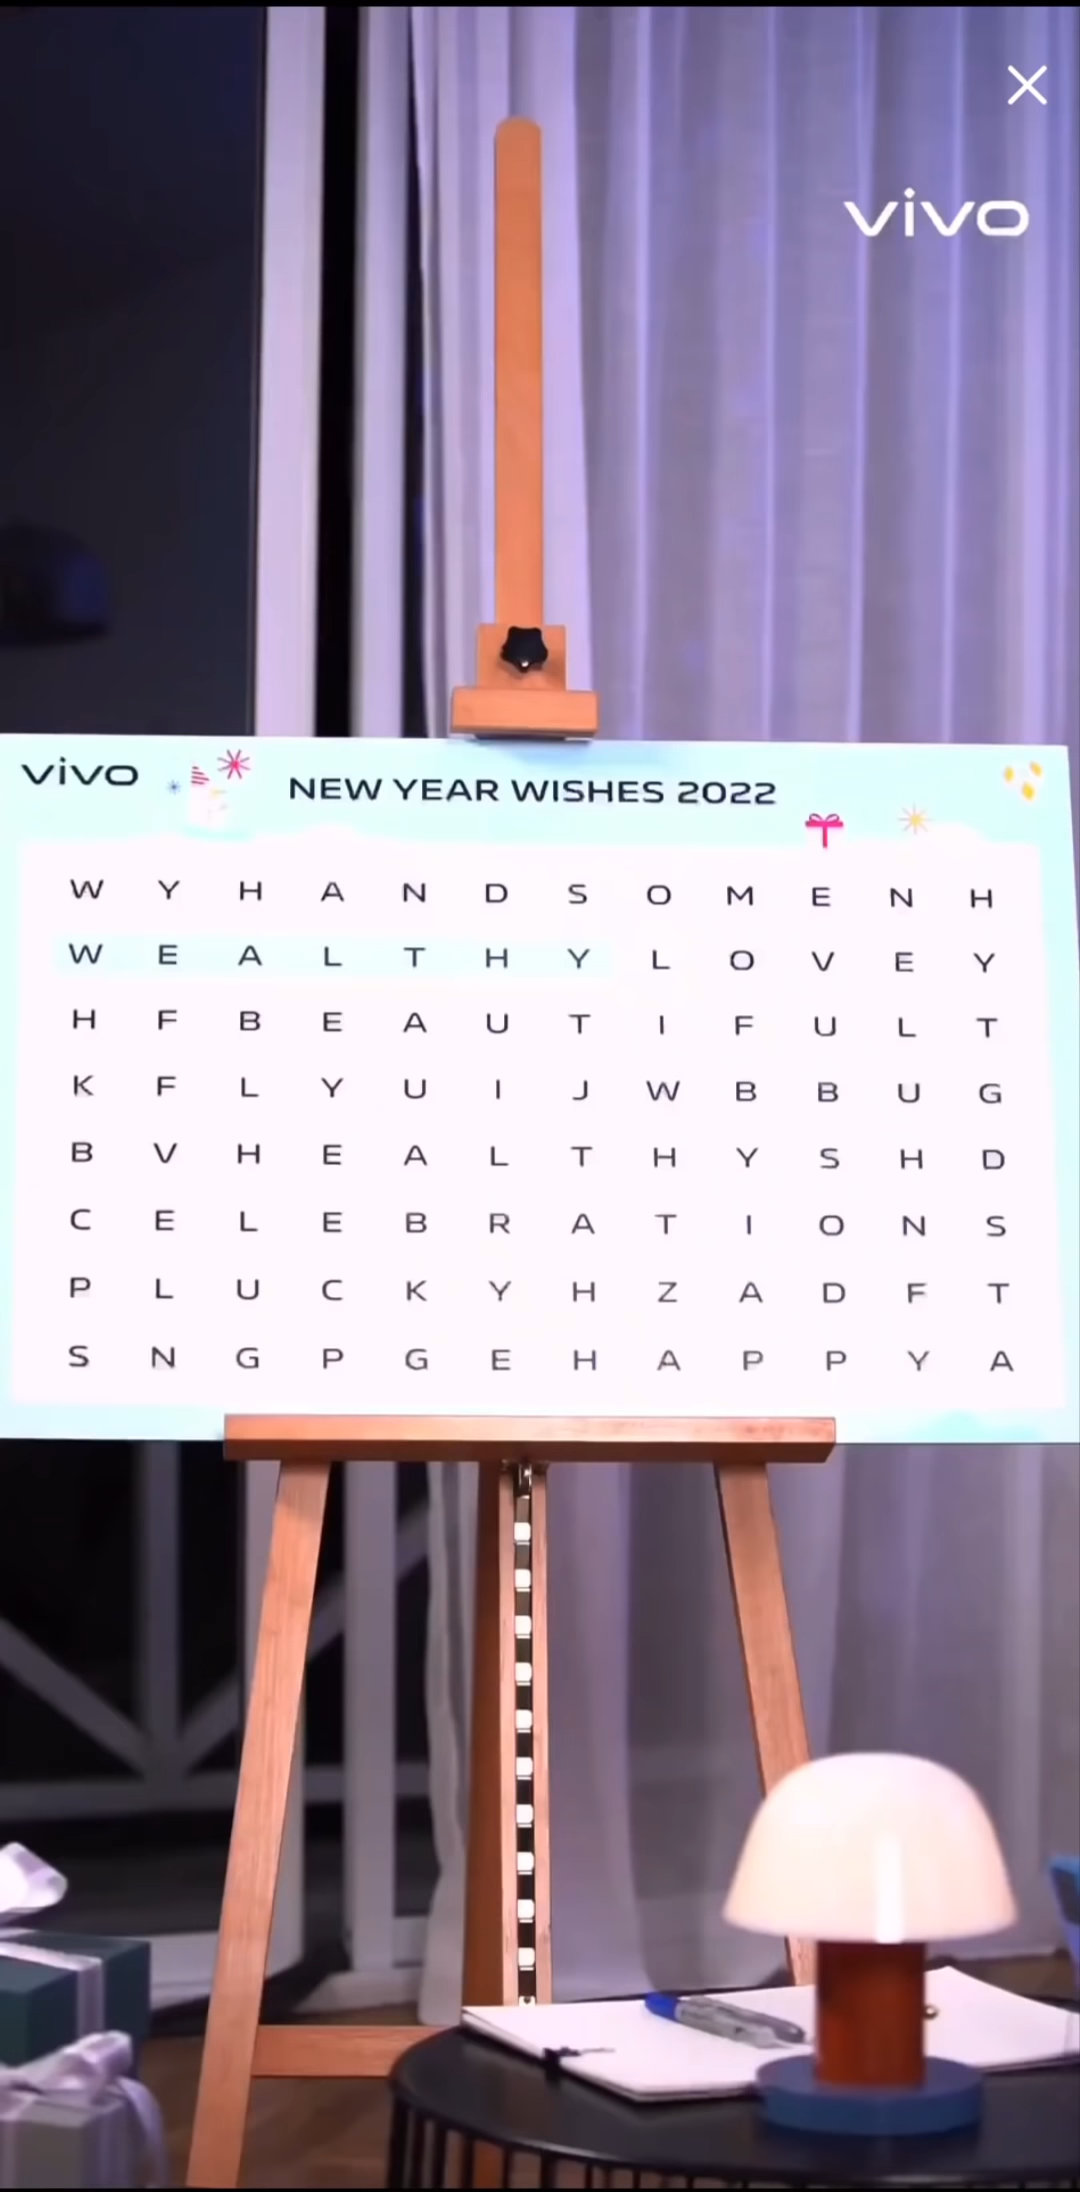 vivo
vivo
NEW YEAR WISHES 2022
W Y H A N D S O M E N H
W E A L T H Y L O V E Y
H F B E A U T I F U L T
K F L Y U I J W B B U G
B V H E A L T H Y S H D
C E L E B R A T I O N S
P L U C K Y H Z A D F T
S N G P G E H A P P Y A